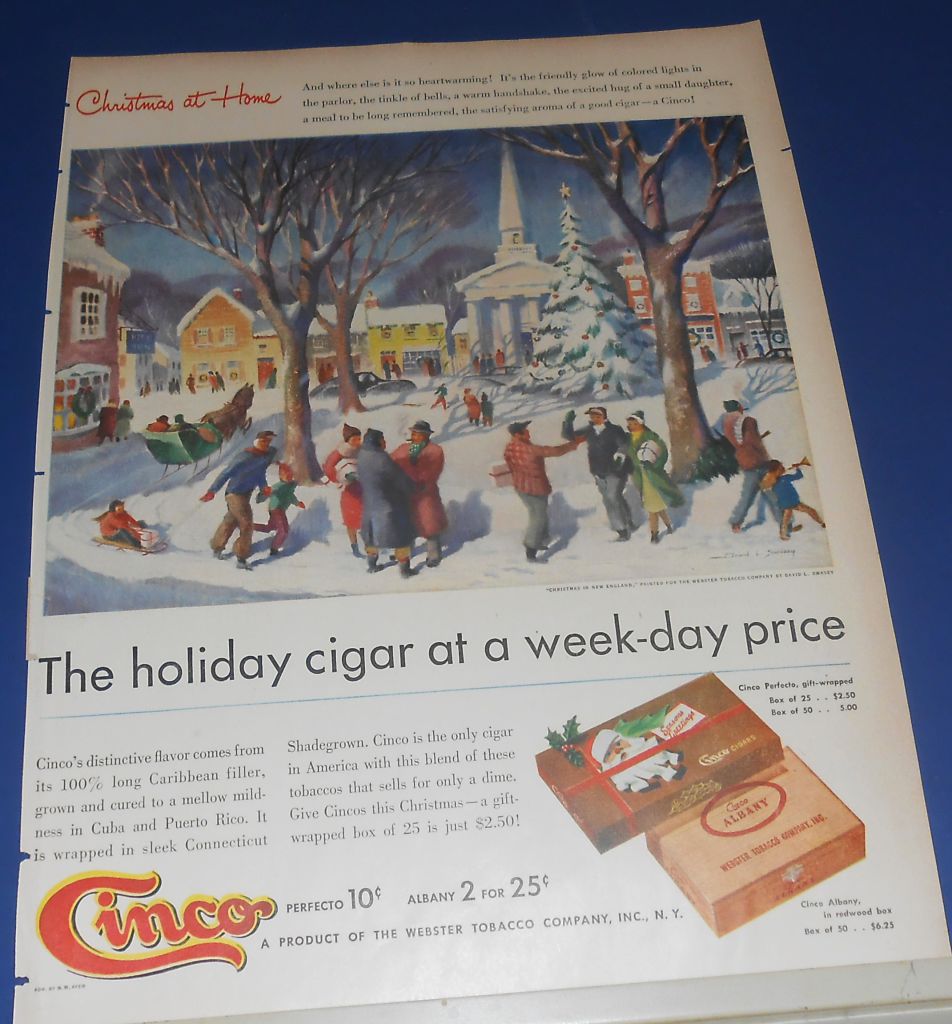 Christmas at Home
And where else is it so heartwarming! It's the friendly glow of colored lights in
the parlor, the tinkle of bells, a warm handshake, the excited hug of a small daughter,
a meal to be long remembered, the satisfying aroma of a good cigar—a Cinco!
"CHRISTMAS IN NEW ENGLAND," PAINTED FOR THE WEBSTER TOBACCO COMPANY BY DAVID L. SWASEY
The holiday cigar at a week-day price
Cinco's distinctive flavor comes from
its 100% long Caribbean filler,
grown and cured to a mellow mild-
ness in Cuba and Puerto Rico. It
is wrapped in sleek Connecticut
Shadegrown. Cinco is the only cigar
in America with this blend of these
tobaccos that sells for only a dime.
Give Cincos this Christmas—a gift-
wrapped box of 25 is just $2.50!
Cinco Perfecto, gift-wrapped
Box of 25 . . $2.50
Box of 50 . . 5.00
Seasons
Greetings
Cinco CIGARS
Cinco
ALBANY
WEBSTER TOBACCO COMPANY, INC.
Cinco Albany,
in redwood box
Box of 50 . . $6.25
Cinco
PERFECTO 10¢ ALBANY 2 FOR 25¢
A PRODUCT OF THE WEBSTER TOBACCO COMPANY, INC., N. Y.
ADV. BY N. W. AYER